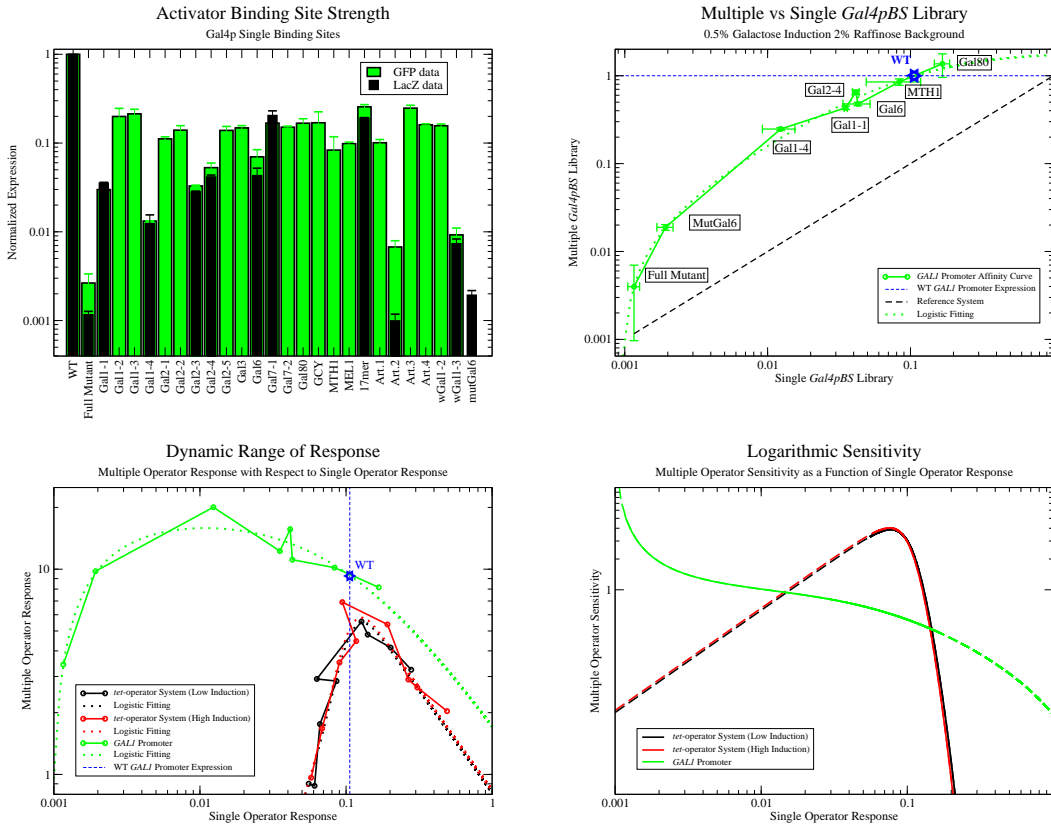 Activator Binding Site Strength
Gal4p Single Binding Sites
GFP data
LacZ data
Normalized Expression
1
0.1
0.01
0.001
WT
Full Mutant
Gal1-1
Gal1-2
Gal1-3
Gal1-4
Gal2-1
Gal2-2
Gal2-3
Gal2-4
Gal2-5
Gal3
Gal6
Gal7-1
Gal7-2
Gal80
GCY
MTH1
MEL1
17mer
Art.1
Art.2
Art.3
Art.4
wGal1-2
wGal1-3
mutGal6
Multiple vs Single Gal4pBS Library
0.5% Galactose Induction 2% Raffinose Background
WT
Gal80
MTH1
Gal2-4
Gal6
Gal1-1
Gal1-4
MutGal6
Full Mutant
GAL1 Promoter Affinity Curve
WT GAL1 Promoter Expression
Reference System
Logistic Fitting
Multiple Gal4pBS Library
1
0.1
0.01
0.001
0.001
0.01
0.1
Single Gal4pBS Library
Dynamic Range of Response
Multiple Operator Response with Respect to Single Operator Response
WT
tet-operator System (Low Induction)
Logistic Fitting
tet-operator System (High Induction)
Logistic Fitting
GAL1 Promoter
Logistic Fitting
WT GAL1 Promoter Expression
Multiple Operator Response
10
1
0.001
0.01
0.1
1
Single Operator Response
Logarithmic Sensitivity
Multiple Operator Sensitivity as a Function of Single Operator Response
tet-operator System (Low Induction)
tet-operator System (High Induction)
GAL1 Promoter
Multiple Operator Sensitivity
1
0.001
0.01
0.1
Single Operator Response